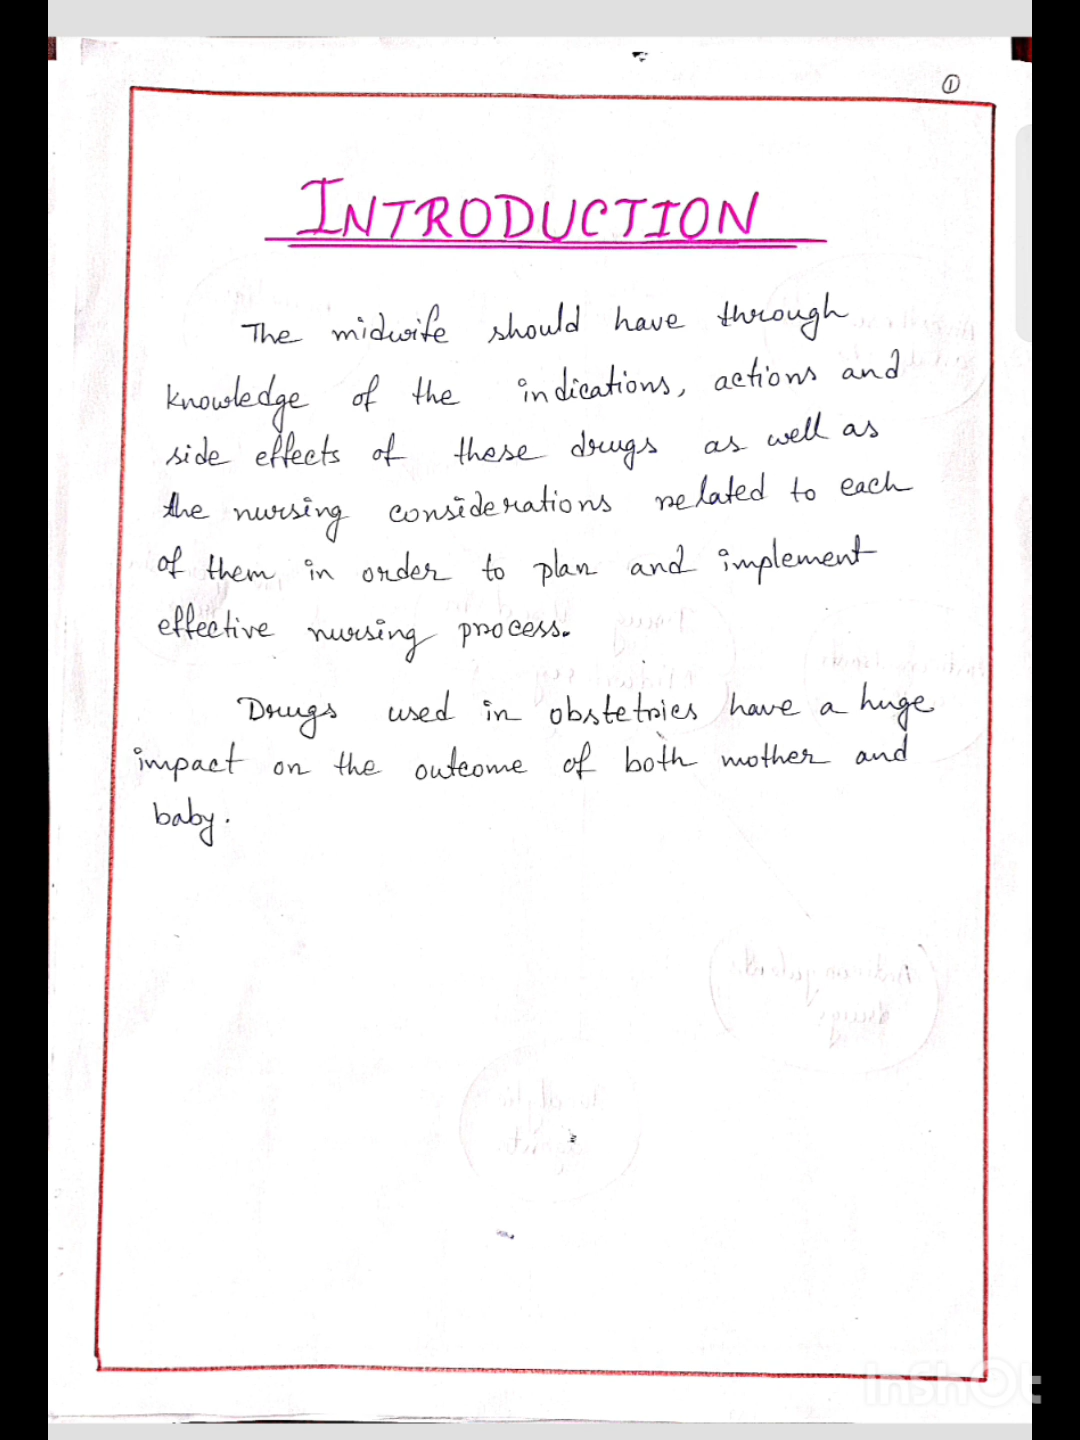 ①
INTRODUCTION
The midwife should have through
knowledge of the indications, actions and
side effects of these drugs as well as
the nursing considerations related to each
of them in order to plan and implement
effective nursing process.
Drugs used in obstetrics have a huge
impact on the outcome of both mother and
baby.
InShOt